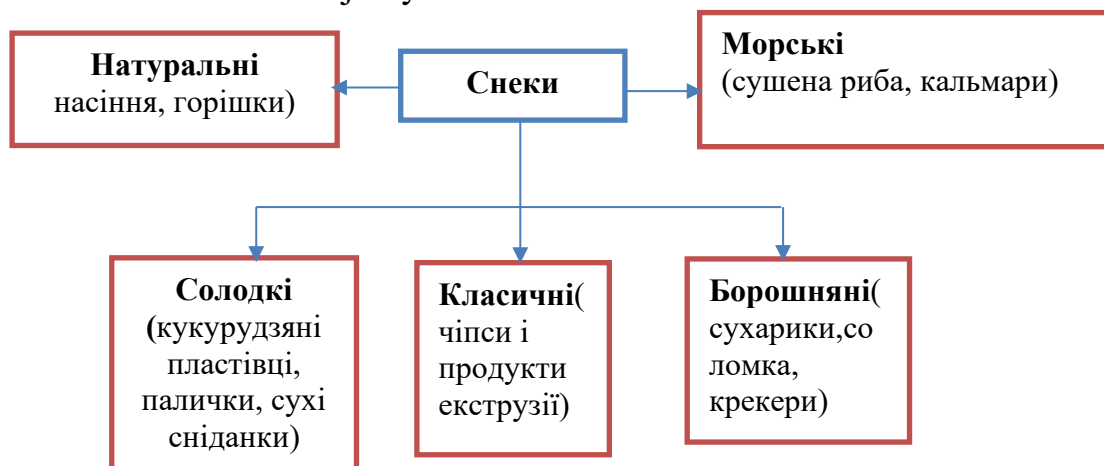 Натуральні
насіння, горішки)
Снеки
Морські
(сушена риба, кальмари)
Солодкі
(кукурудзяні
пластівці,
палички, сухі
сніданки)
Класичні(
чіпси і
продукти
екструзії)
Борошняні(
сухарики,со
ломка,
крекери)